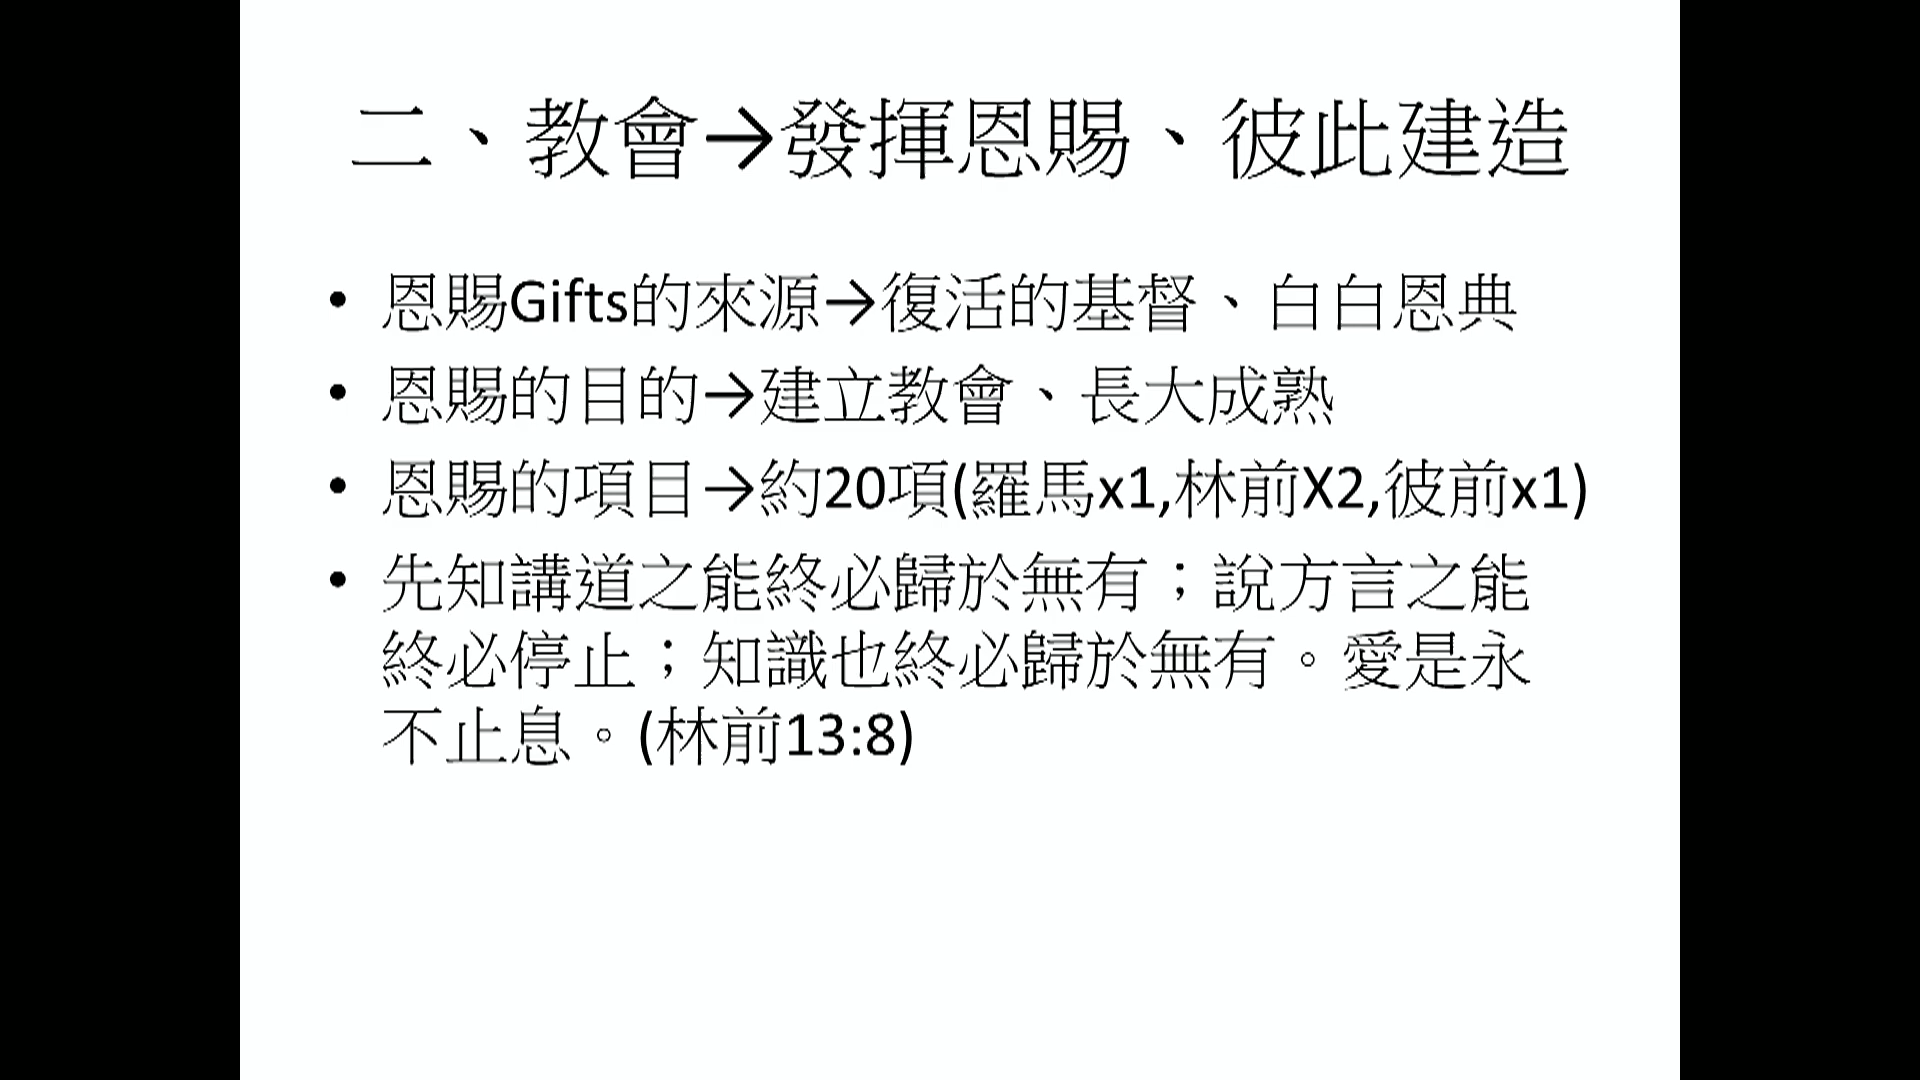 二、教會→發揮恩賜、彼此建造
• 恩賜Gifts的來源→復活的基督、白白恩典
• 恩賜的目的→建立教會、長大成熟
• 恩賜的項目→約20項(羅馬x1,林前X2,彼前x1)
• 先知講道之能終必歸於無有；說方言之能
終必停止；知識也終必歸於無有。愛是永
不止息。(林前13:8)